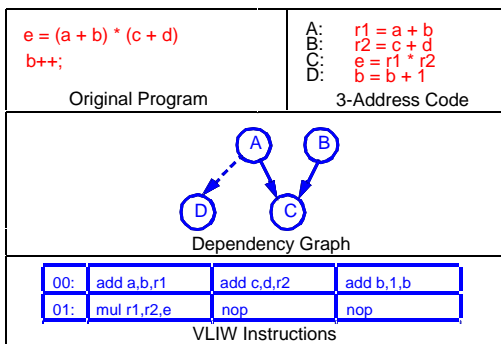 e = (a + b) * (c + d)
b++;
Original Program
A: r1 = a + b
B: r2 = c + d
C: e = r1 * r2
D: b = b + 1
3-Address Code
A B
D C
Dependency Graph
00: add a,b,r1 add c,d,r2 add b,1,b
01: mul r1,r2,e nop nop
VLIW Instructions